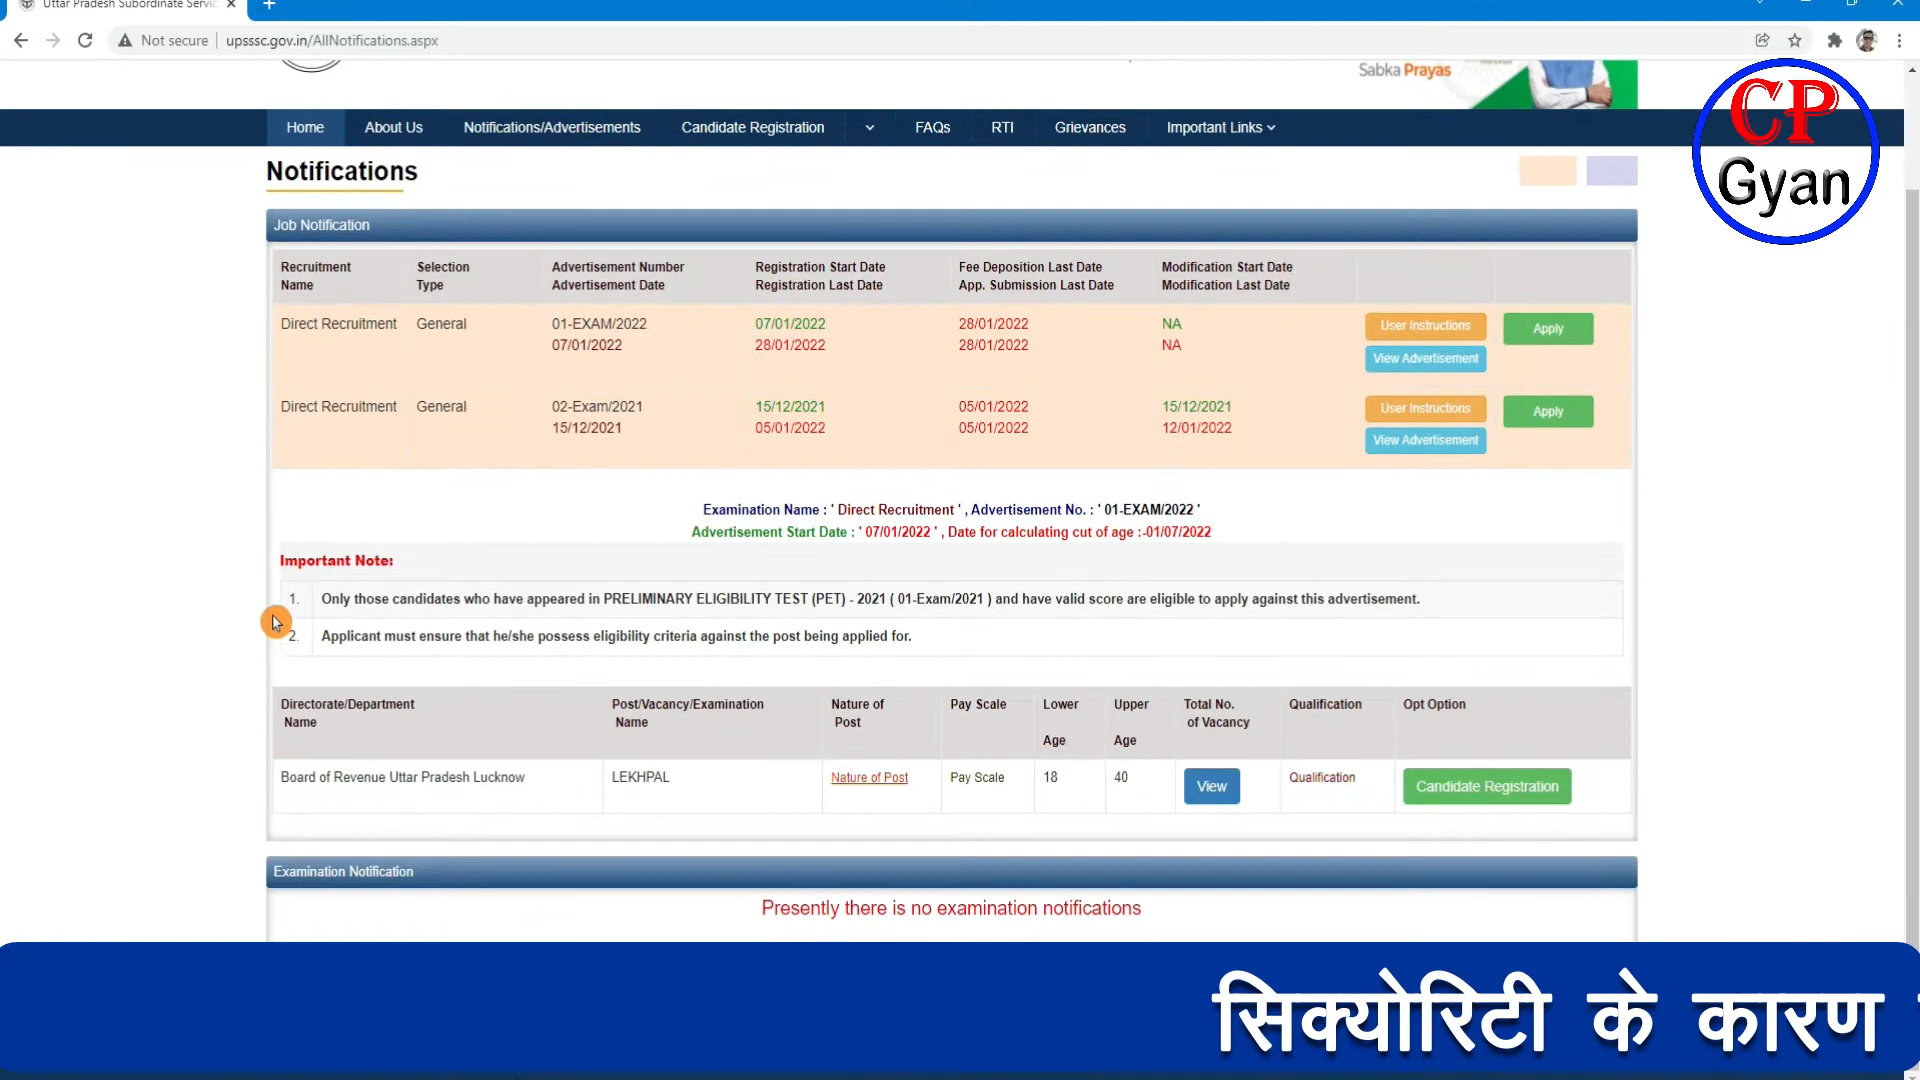 Uttar Pradesh Subordinate Servic
Not secure
upsssc.gov.in/AllNotifications.aspx
Sabka Prayas
CP
Gyan
Home
About Us
Notifications/Advertisements
Candidate Registration
FAQs
RTI
Grievances
Important Links
Notifications
Job Notification
Recruitment Name
Selection Type
Advertisement Number
Advertisement Date
Registration Start Date
Registration Last Date
Fee Deposition Last Date
App. Submission Last Date
Modification Start Date
Modification Last Date
Direct Recruitment General 01-EXAM/2022 07/01/2022 28/01/2022 NA User Instructions Apply
07/01/2022 28/01/2022 28/01/2022 NA View Advertisement
Direct Recruitment General 02-Exam/2021 15/12/2021 05/01/2022 15/12/2021 User Instructions Apply
15/12/2021 05/01/2022 05/01/2022 12/01/2022 View Advertisement
Examination Name : ' Direct Recruitment ' , Advertisement No. : ' 01-EXAM/2022 '
Advertisement Start Date : ' 07/01/2022 ' , Date for calculating cut of age :-01/07/2022
Important Note:
1. Only those candidates who have appeared in PRELIMINARY ELIGIBILITY TEST (PET) - 2021 ( 01-Exam/2021 ) and have valid score are eligible to apply against this advertisement.
2. Applicant must ensure that he/she possess eligibility criteria against the post being applied for.
Directorate/Department Name
Post/Vacancy/Examination Name
Nature of Post
Pay Scale
Lower Age
Upper Age
Total No. of Vacancy
Qualification
Opt Option
Board of Revenue Uttar Pradesh Lucknow LEKHPAL Nature of Post Pay Scale 18 40 View Qualification Candidate Registration
Examination Notification
Presently there is no examination notifications
सिक्योरिटी के कारण